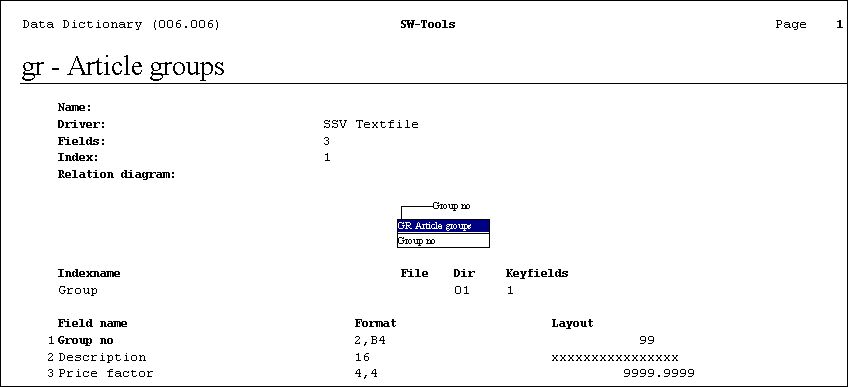 Data Dictionary (006.006) SW-Tools Page 1
gr - Article groups
Name:
Driver: SSV Textfile
Fields: 3
Index: 1
Relation diagram:
Group no
GR Article groups
Group no
Indexname File Dir Keyfields
Group 01 1
Field name Format Layout
1 Group no 2,B4 99
2 Description 16 xxxxxxxxxxxxxxxx
3 Price factor 4,4 9999.9999